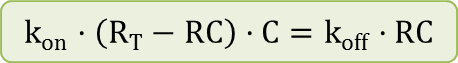 k_on · (R_T − RC) · C = k_off · RC